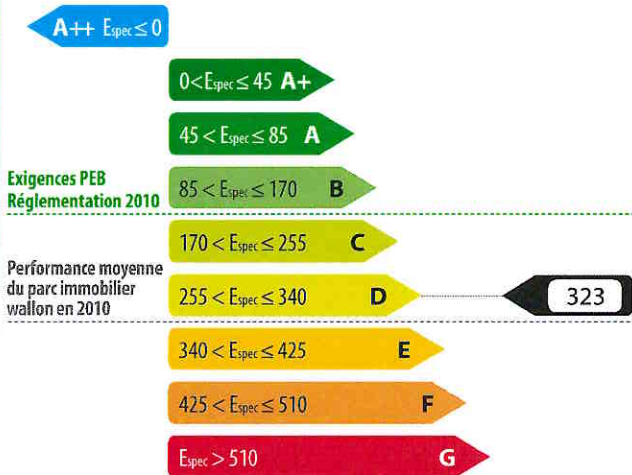 A++ Espec ≤ 0
0 < Espec ≤ 45 A+
45 < Espec ≤ 85 A
Exigences PEB
Réglementation 2010
85 < Espec ≤ 170 B
170 < Espec ≤ 255 C
Performance moyenne
du parc immobilier
wallon en 2010
255 < Espec ≤ 340 D
323
340 < Espec ≤ 425 E
425 < Espec ≤ 510 F
Espec > 510 G